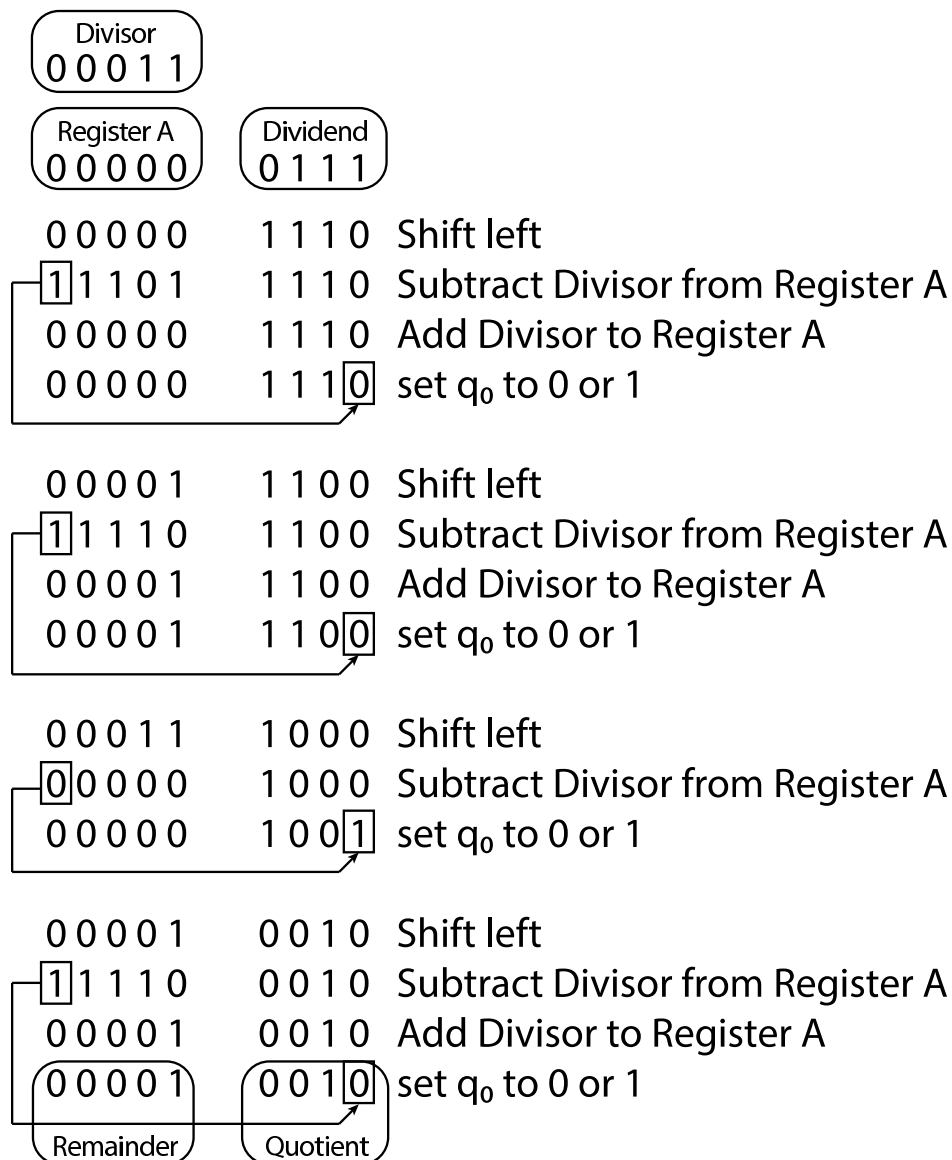 Divisor
0 0 0 1 1
Register A Dividend
0 0 0 0 0 0 1 1 1
0 0 0 0 0 1 1 1 0 Shift left
1 1 1 0 1 1 1 1 0 Subtract Divisor from Register A
0 0 0 0 0 1 1 1 0 Add Divisor to Register A
0 0 0 0 0 1 1 1 0 set q₀ to 0 or 1
0 0 0 0 1 1 1 0 0 Shift left
1 1 1 1 0 1 1 0 0 Subtract Divisor from Register A
0 0 0 0 1 1 1 0 0 Add Divisor to Register A
0 0 0 0 1 1 1 0 0 set q₀ to 0 or 1
0 0 0 1 1 1 0 0 0 Shift left
0 0 0 0 0 1 0 0 0 Subtract Divisor from Register A
0 0 0 0 0 1 0 0 1 set q₀ to 0 or 1
0 0 0 0 1 0 0 1 0 Shift left
1 1 1 1 0 0 0 1 0 Subtract Divisor from Register A
0 0 0 0 1 0 0 1 0 Add Divisor to Register A
0 0 0 0 1 0 0 1 0 set q₀ to 0 or 1
Remainder Quotient